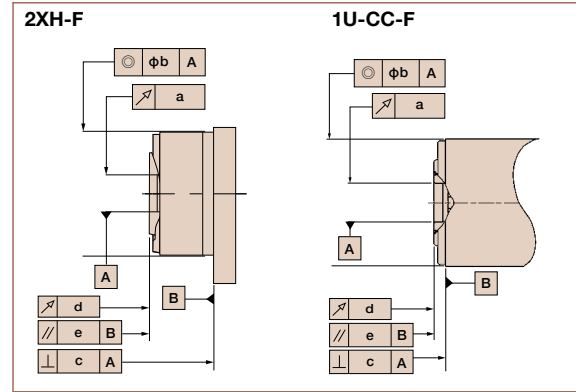 2XH-F
1U-CC-F
◎ ϕb A
↗ a
A
B
↗ d
// e B
⊥ c A
◎ ϕb A
↗ a
A
B
↗ d
// e B
⊥ c A